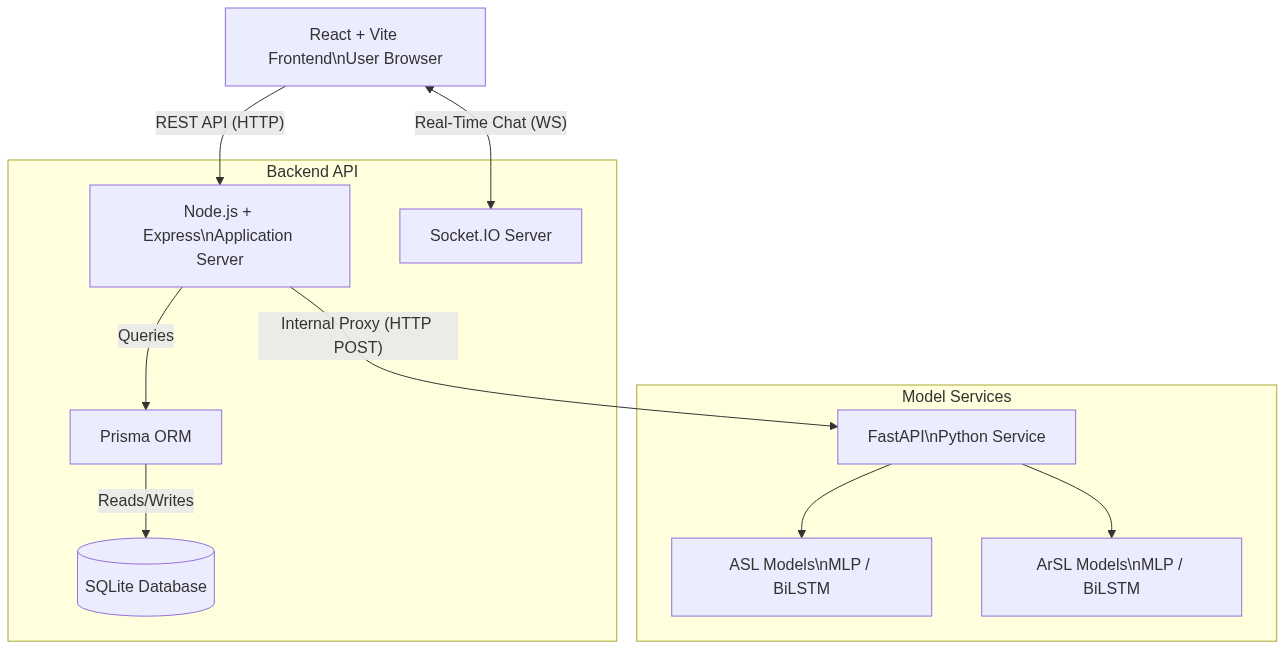 React + Vite
Frontend\nUser Browser
REST API (HTTP)
Real-Time Chat (WS)
Backend API
Node.js +
Express\nApplication
Server
Socket.IO Server
Queries
Internal Proxy (HTTP
POST)
Model Services
Prisma ORM
FastAPI\nPython Service
Reads/Writes
SQLite Database
ASL Models\nMLP /
BiLSTM
ArSL Models\nMLP /
BiLSTM